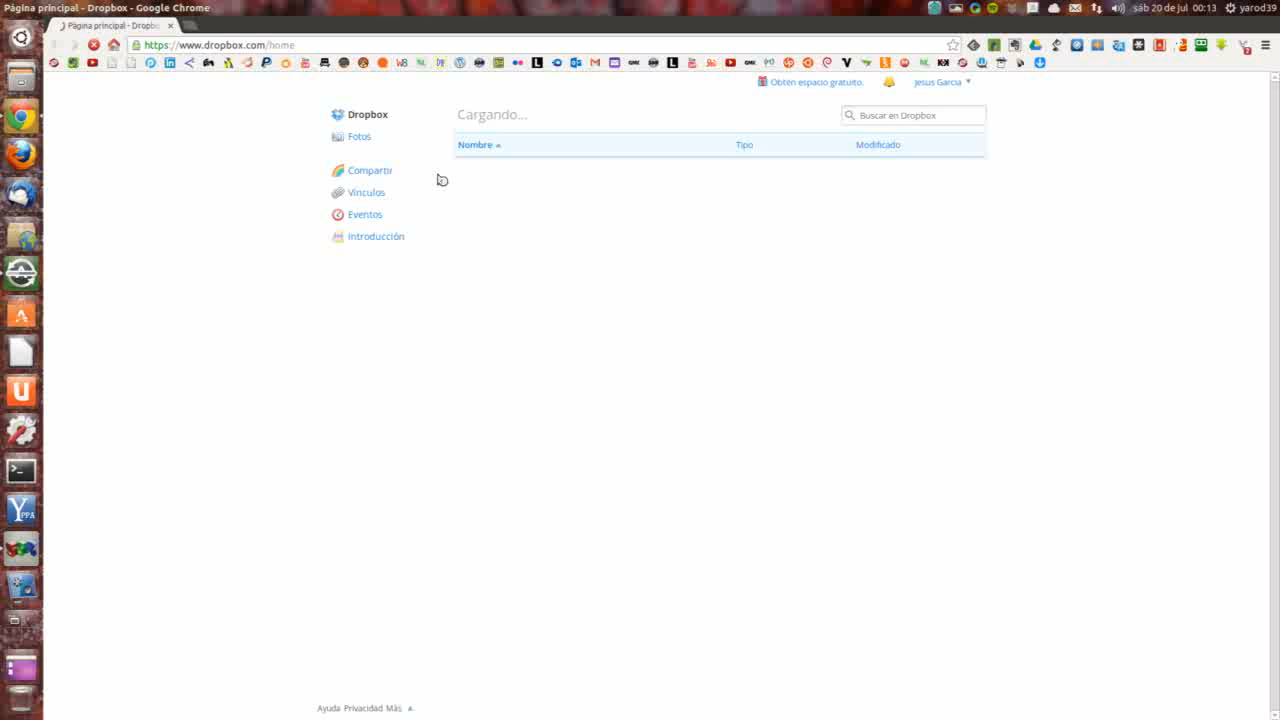 Página principal - Dropbox - Google Chrome
sáb 20 de jul 00:13 yarod39
Página principal - Dropbo
https://www.dropbox.com/home
Obtén espacio gratuito.
Jesus Garcia
Dropbox
Cargando...
Buscar en Dropbox
Fotos
Nombre
Tipo
Modificado
Compartir
Vínculos
Eventos
Introducción
YPPA
Ayuda Privacidad Más